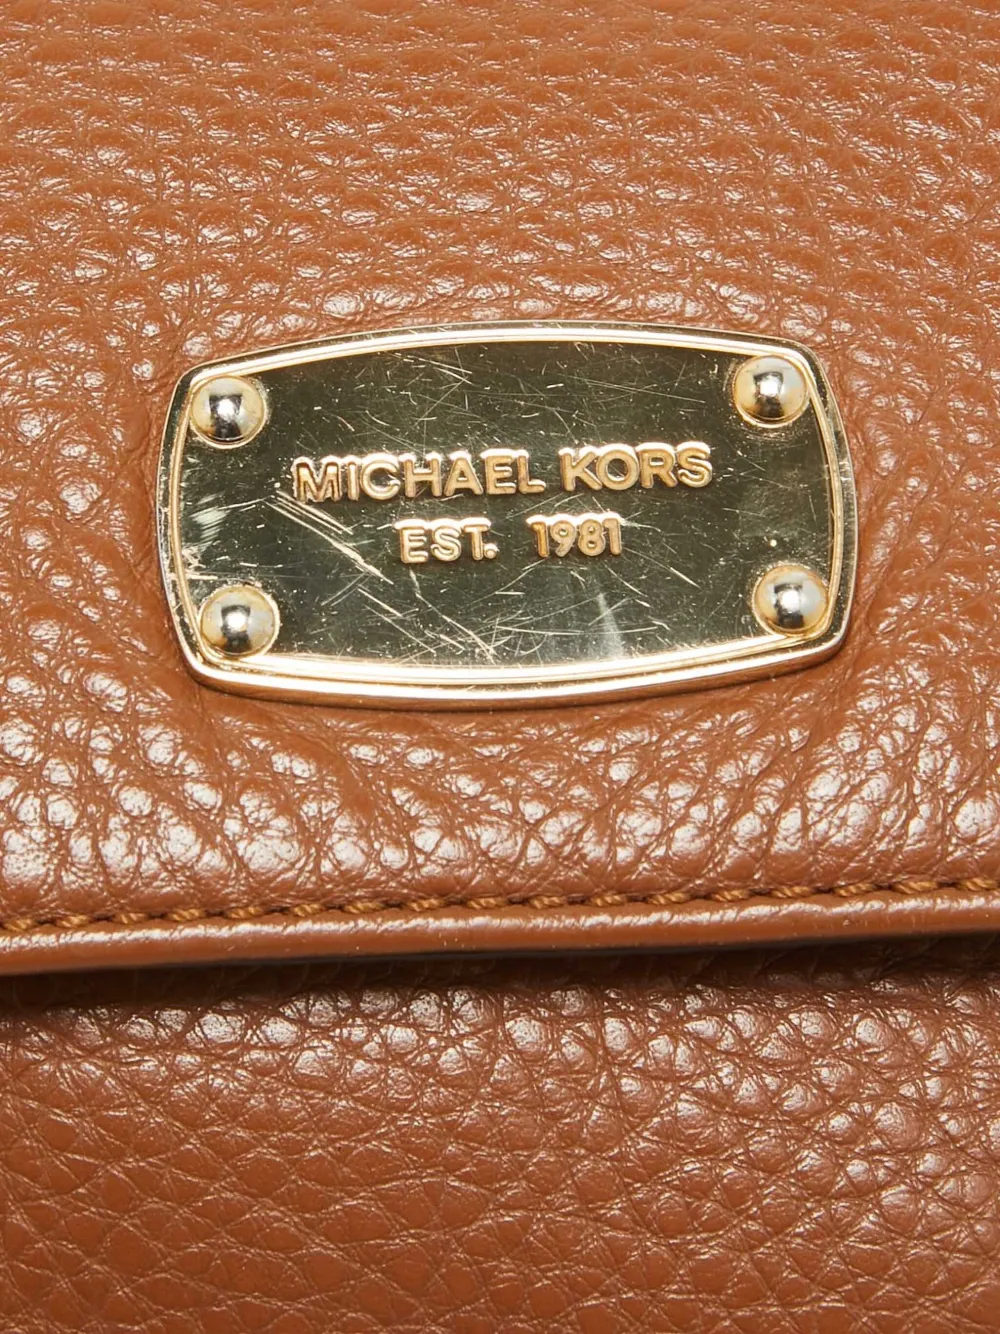 MICHAEL KORS
EST. 1981